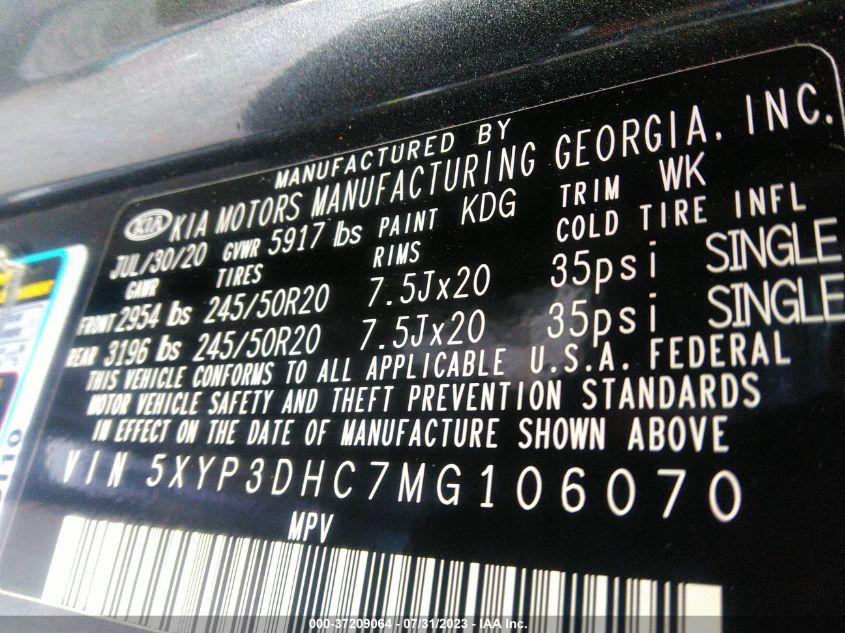 MANUFACTURED BY
KIA KIA MOTORS MANUFACTURING GEORGIA, INC.
JUL/30/20 GVWR 5917 lbs PAINT KDG TRIM WK
GAWR TIRES RIMS COLD TIRE INFL
FRONT 2954 lbs 245/50R20 7.5Jx20 35psi SINGLE
REAR 3196 lbs 245/50R20 7.5Jx20 35psi SINGLE
THIS VEHICLE CONFORMS TO ALL APPLICABLE U.S.A. FEDERAL
MOTOR VEHICLE SAFETY AND THEFT PREVENTION STANDARDS
IN EFFECT ON THE DATE OF MANUFACTURE SHOWN ABOVE
VIN 5XYP3DHC7MG106070
MPV
000-37209064 - 07/31/2023 - IAA Inc.